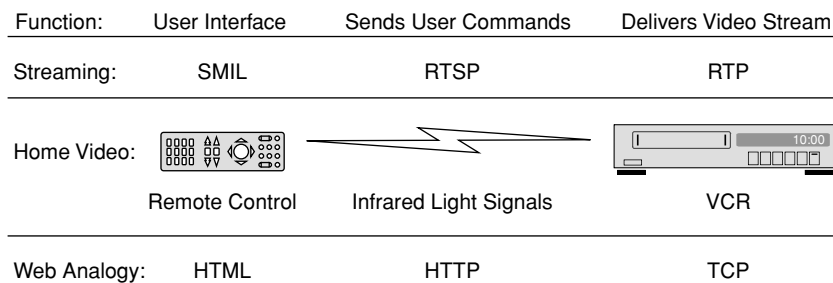 Function: User Interface Sends User Commands Delivers Video Stream
Streaming: SMIL RTSP RTP
Home Video:
10:00
Remote Control Infrared Light Signals VCR
Web Analogy: HTML HTTP TCP